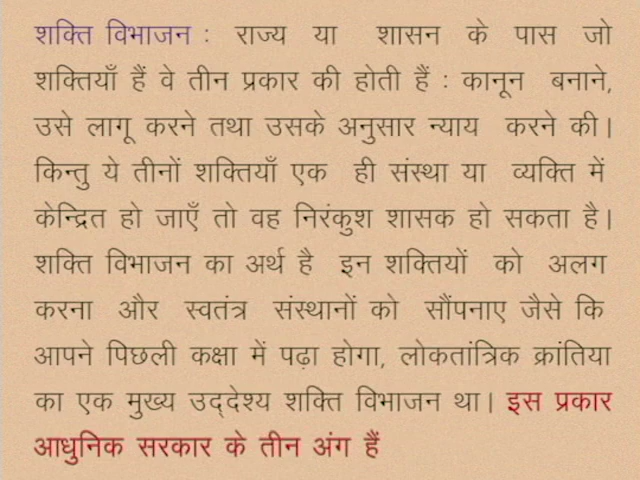 शक्ति विभाजन : राज्य या शासन के पास जो
शक्तियाँ हैं वे तीन प्रकार की होती हैं : कानून बनाने,
उसे लागू करने तथा उसके अनुसार न्याय करने की।
किन्तु ये तीनों शक्तियाँ एक ही संस्था या व्यक्ति में
केन्द्रित हो जाएँ तो वह निरंकुश शासक हो सकता है।
शक्ति विभाजन का अर्थ है इन शक्तियों को अलग
करना और स्वतंत्र संस्थानों को सौंपनाए जैसे कि
आपने पिछली कक्षा में पढ़ा होगा, लोकतांत्रिक क्रांतिया
का एक मुख्य उद्‌देश्य शक्ति विभाजन था। इस प्रकार
आधुनिक सरकार के तीन अंग हैं